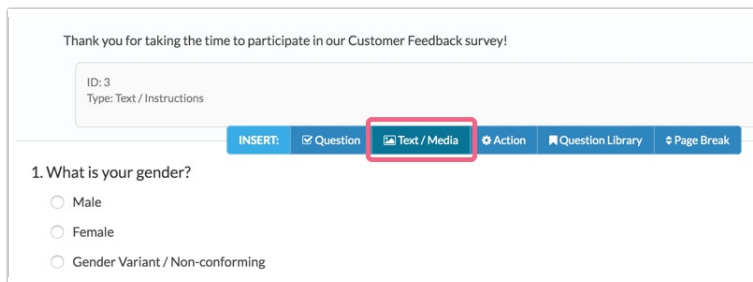 Thank you for taking the time to participate in our Customer Feedback survey!
ID: 3
Type: Text / Instructions
INSERT: Question Text / Media Action Question Library Page Break
1. What is your gender?
Male
Female
Gender Variant / Non-conforming